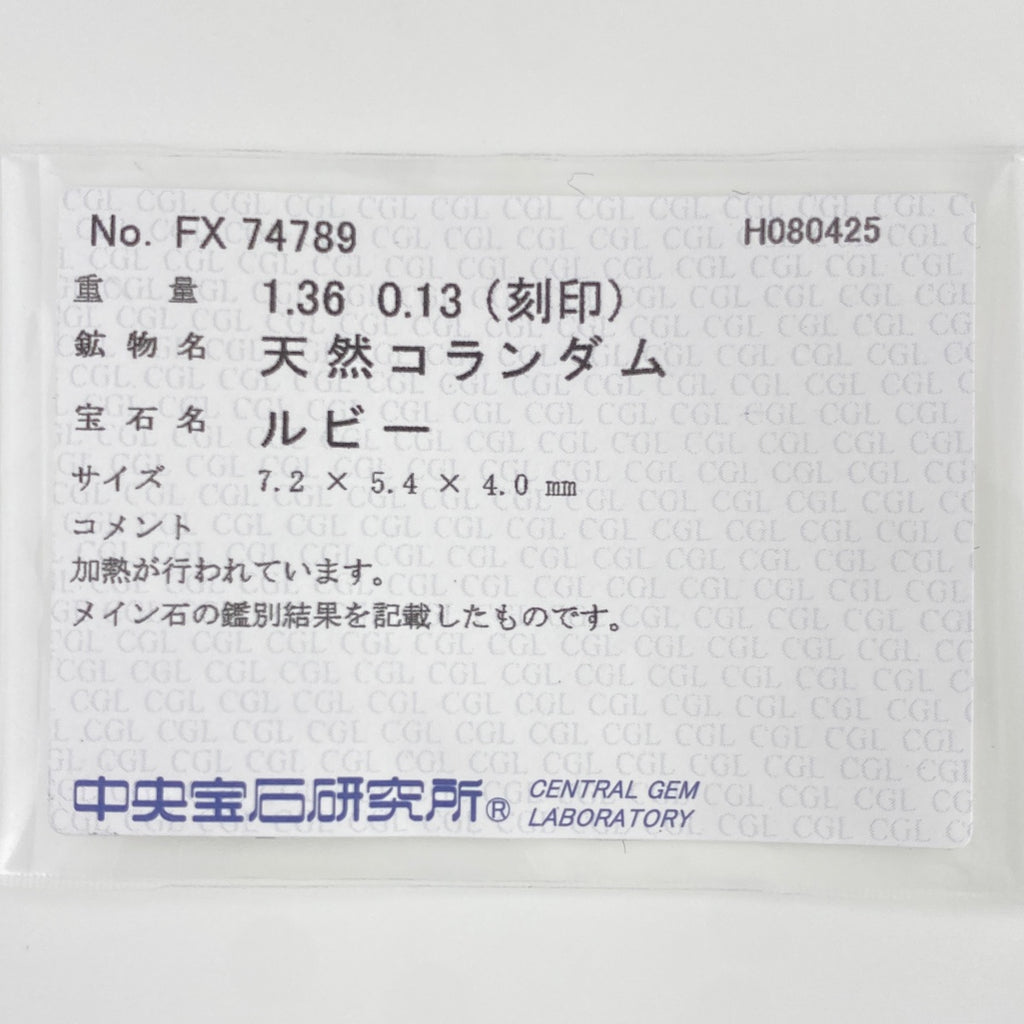 No. FX 74789 H080425
重 量 1.36 0.13 (刻印)
鉱 物 名 天然コランダム
宝 石 名 ルビー
サイズ 7.2 × 5.4 × 4.0 mm
コメント
加熱が行われています。
メイン石の鑑別結果を記載したものです。
中央宝石研究所® CENTRAL GEM
LABORATORY